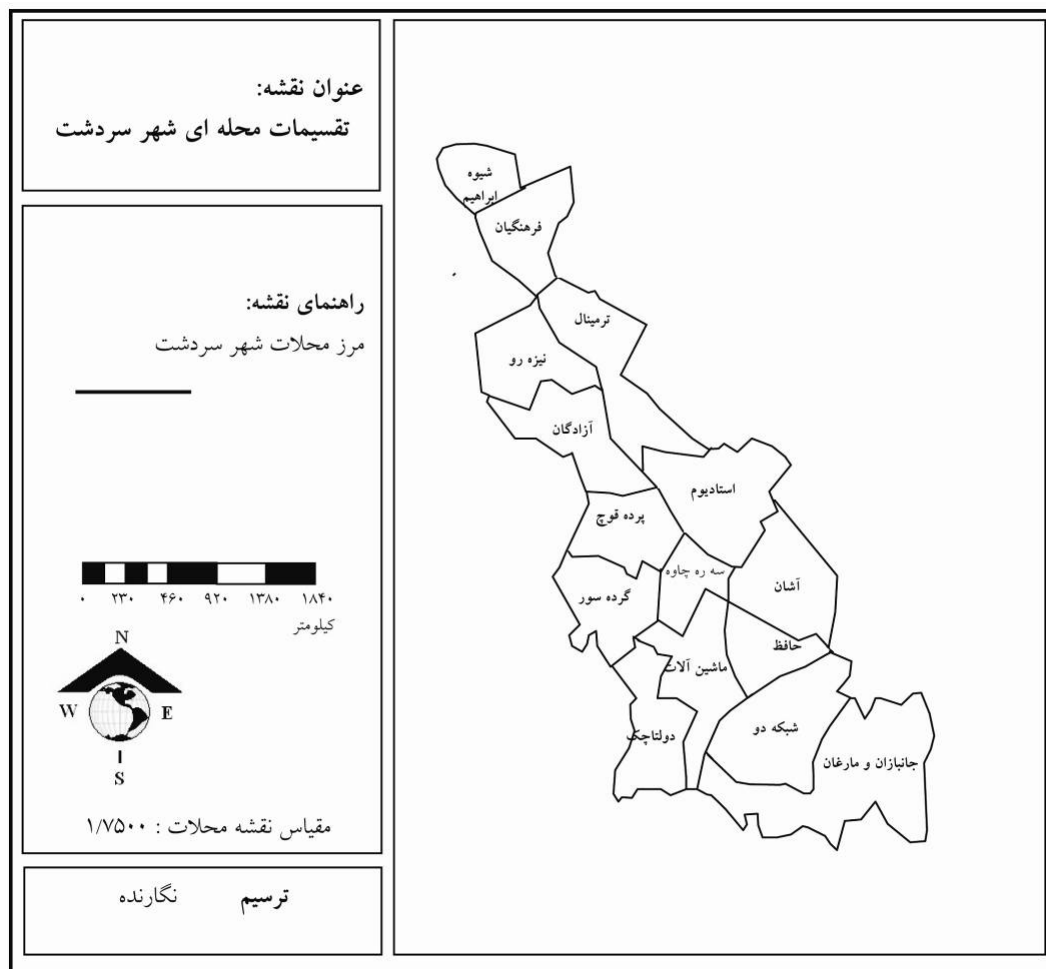 عنوان نقشه:
تقسیمات محله ای شهر سردشت
راهنمای نقشه:
مرز محلات شهر سردشت
۰ ۲۳۰ ۴۶۰ ۹۲۰ ۱۳۸۰ ۱۸۴۰
کیلومتر
N
W E
S
مقیاس نقشه محلات : ۱/۷۵۰۰
ترسیم نگارنده
شیوه
ابراهیم
فرهنگیان
ترمینال
نیزه رو
آزادگان
استادیوم
پرده قوچ
سه ره چاوه
آشان
گرده سور
حافظ
ماشین آلات
شبکه دو
دولتاچک
جانبازان و مارغان